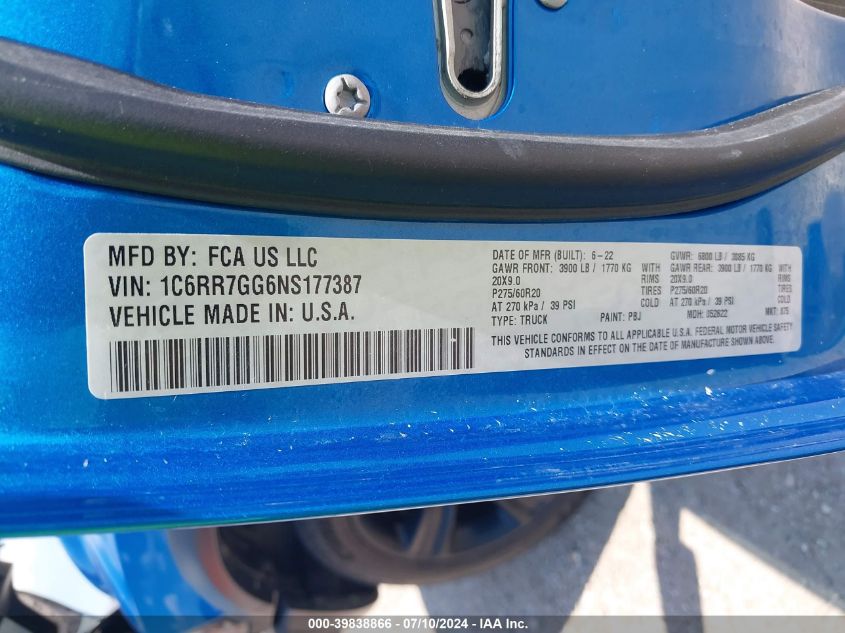 MFD BY: FCA US LLC
VIN: 1C6RR7GG6NS177387
VEHICLE MADE IN: U.S.A.
DATE OF MFR (BUILT): 6-22 GVWR: 6800 LB / 3085 KG
GAWR FRONT: 3900 LB / 1770 KG WITH GAWR REAR: 3900 LB / 1770 KG WITH
20X9.0 RIMS 20X9.0 RIMS
P275/60R20 TIRES P275/60R20 TIRES
AT 270 kPa / 39 PSI COLD AT 270 kPa / 39 PSI COLD
TYPE: TRUCK PAINT: PBJ MDH: 052822 MKT: U75
THIS VEHICLE CONFORMS TO ALL APPLICABLE U.S.A. FEDERAL MOTOR VEHICLE SAFETY
STANDARDS IN EFFECT ON THE DATE OF MANUFACTURE SHOWN ABOVE.
000-39838866 - 07/10/2024 - IAA Inc.